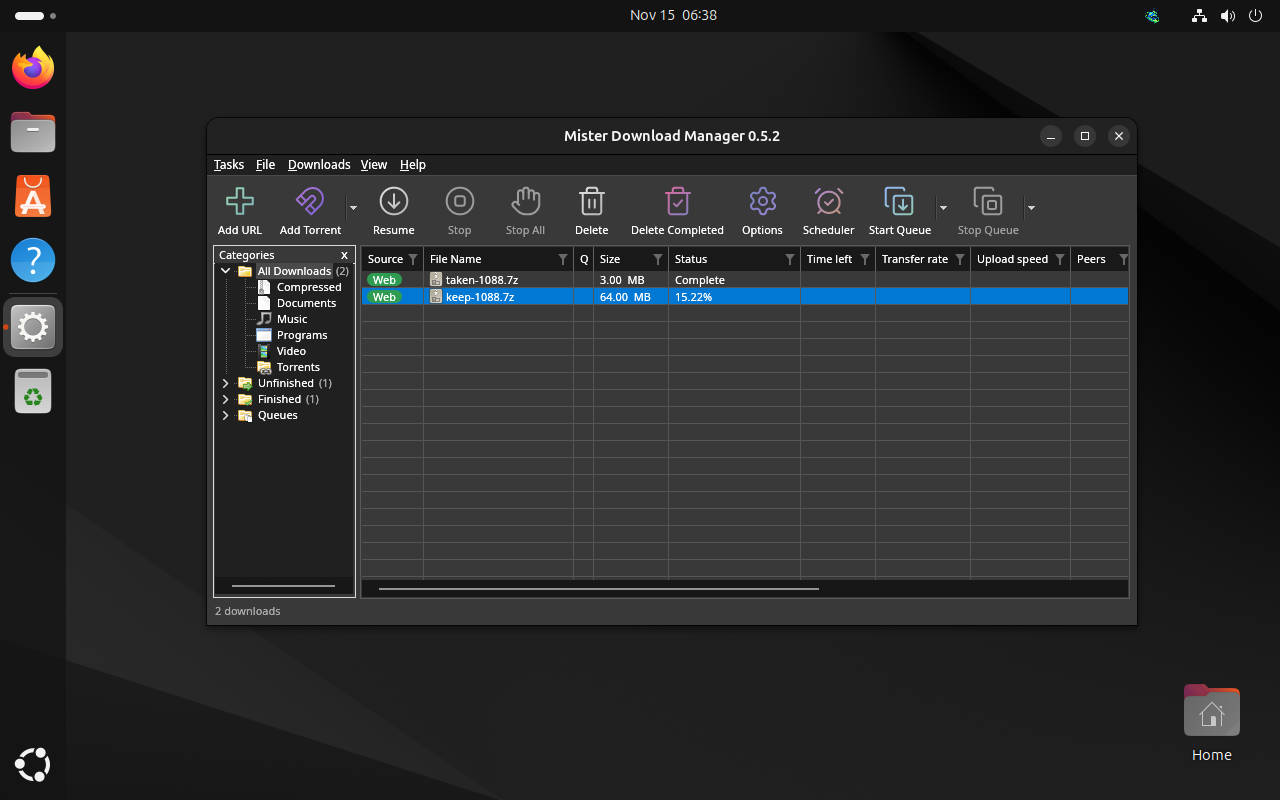 Nov 15 06:38
Mister Download Manager 0.5.2
Tasks File Downloads View Help
Add URL Add Torrent Resume Stop Stop All Delete Delete Completed Options Scheduler Start Queue Stop Queue
Categories X
Source File Name Q Size Status Time left Transfer rate Upload speed Peers
All Downloads (2)
Compressed
Documents
Music
Programs
Video
Torrents
Unfinished (1)
Finished (1)
Queues
Web taken-1088.7z 3.00 MB Complete
Web keep-1088.7z 64.00 MB 15.22%
2 downloads
Home